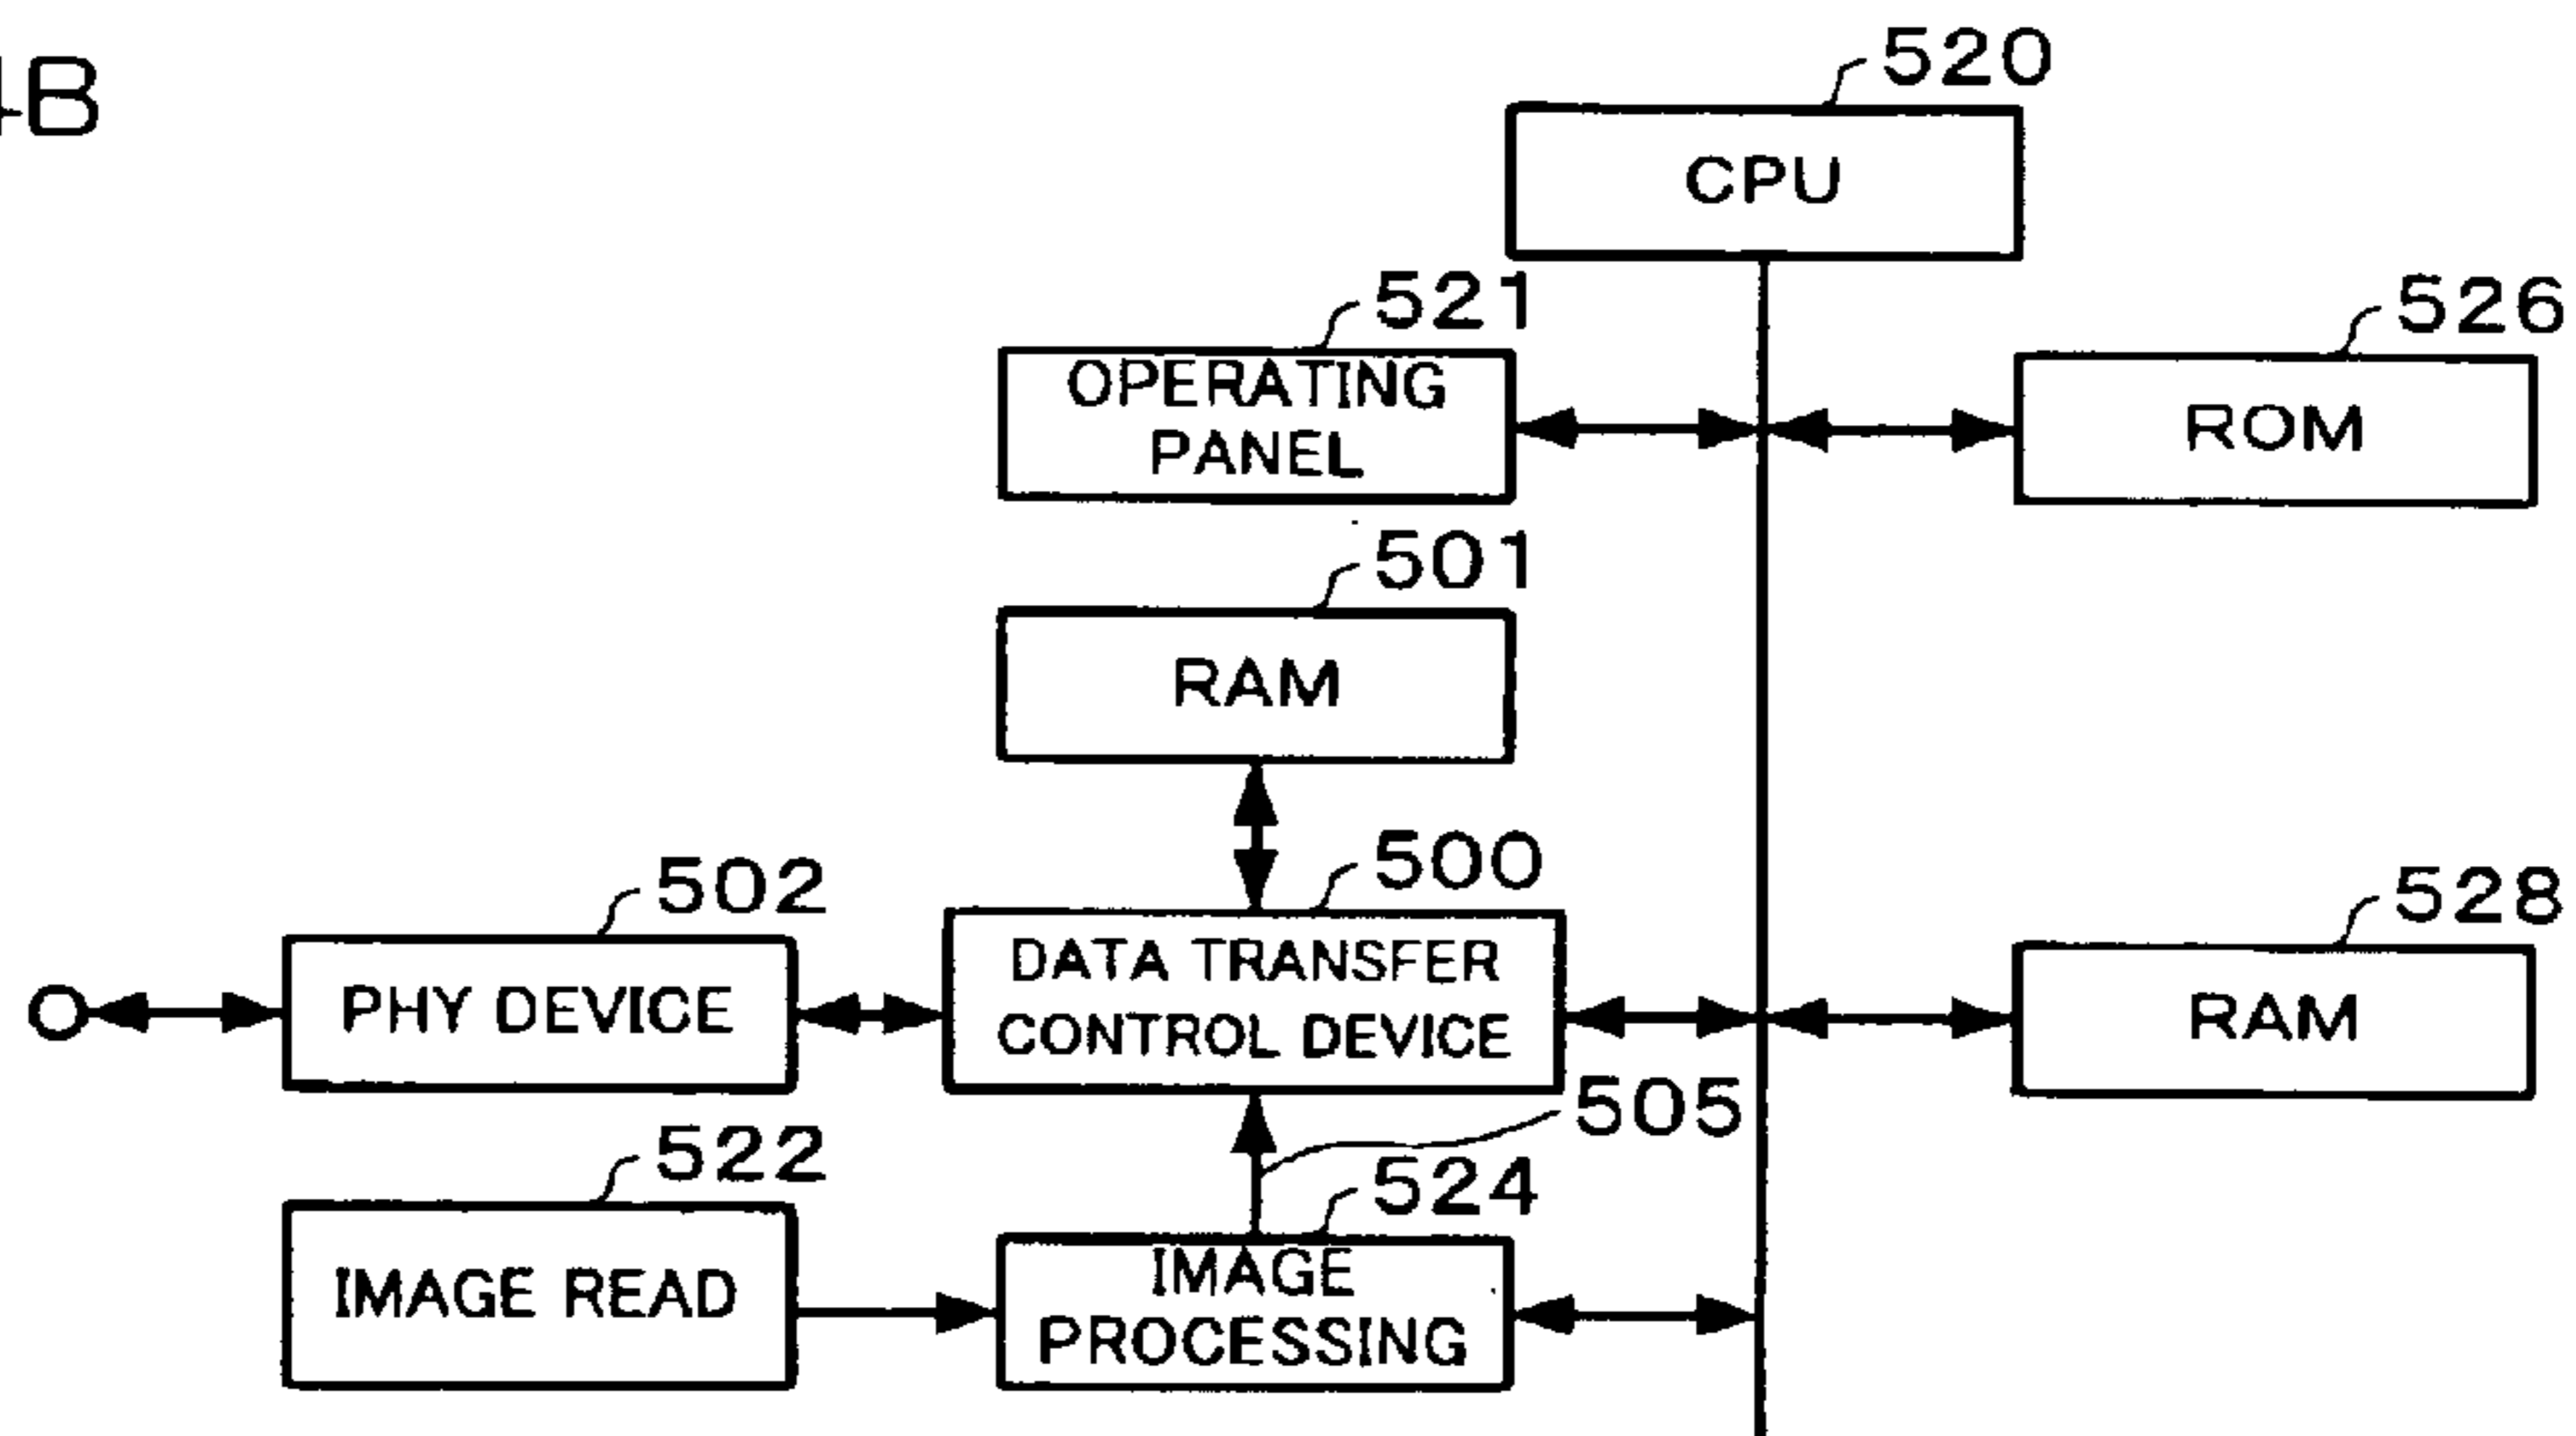 4B
520
CPU
521
526
OPERATING
PANEL
ROM
501
RAM
500
502
528
DATA TRANSFER
CONTROL DEVICE
PHY DEVICE
RAM
505
522
524
IMAGE READ
IMAGE
PROCESSING